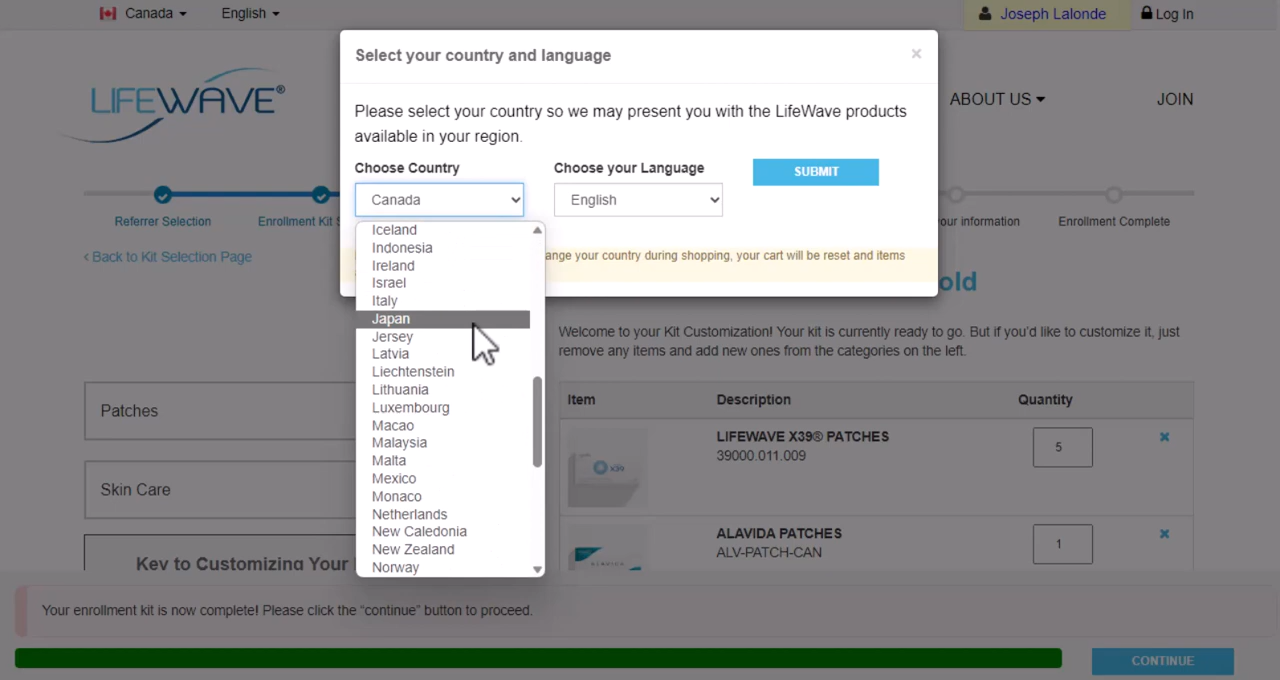 Canada
English
Joseph Lalonde
Log In
LIFEWAVE®
ABOUT US
JOIN
Select your country and language
×
Please select your country so we may present you with the LifeWave products
available in your region.
Choose Country
Choose your Language
SUBMIT
Canada
English
Referrer Selection
Enrollment Kit S
our information
Enrollment Complete
< Back to Kit Selection Page
ange your country during shopping, your cart will be reset and items
old
Iceland
Indonesia
Ireland
Israel
Italy
Japan
Jersey
Latvia
Liechtenstein
Lithuania
Luxembourg
Macao
Malaysia
Malta
Mexico
Monaco
Netherlands
New Caledonia
New Zealand
Norway
Welcome to your Kit Customization! Your kit is currently ready to go. But if you'd like to customize it, just
remove any items and add new ones from the categories on the left.
Patches
Skin Care
Key to Customizing Your
Item Description Quantity
LIFEWAVE X39® PATCHES
39000.011.009
5
X39
ALAVIDA PATCHES
ALV-PATCH-CAN
1
Your enrollment kit is now complete! Please click the “continue” button to proceed.
CONTINUE